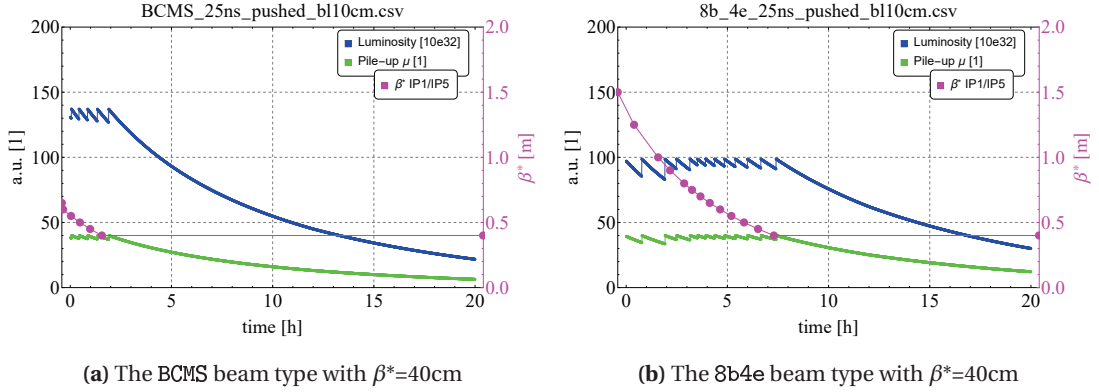 BCMS_25ns_pushed_bl10cm.csv
200
150
100
50
0
a.u. [1]
Luminosity [10e32]
Pile-up μ [1]
β* IP1/IP5
2.0
1.5
1.0
0.5
0.0
β* [m]
0 5 10 15 20
time [h]
(a) The BCMS beam type with β*=40cm
8b_4e_25ns_pushed_bl10cm.csv
200
150
100
50
0
a.u. [1]
Luminosity [10e32]
Pile-up μ [1]
β* IP1/IP5
2.0
1.5
1.0
0.5
0.0
β* [m]
0 5 10 15 20
time [h]
(b) The 8b4e beam type with β*=40cm